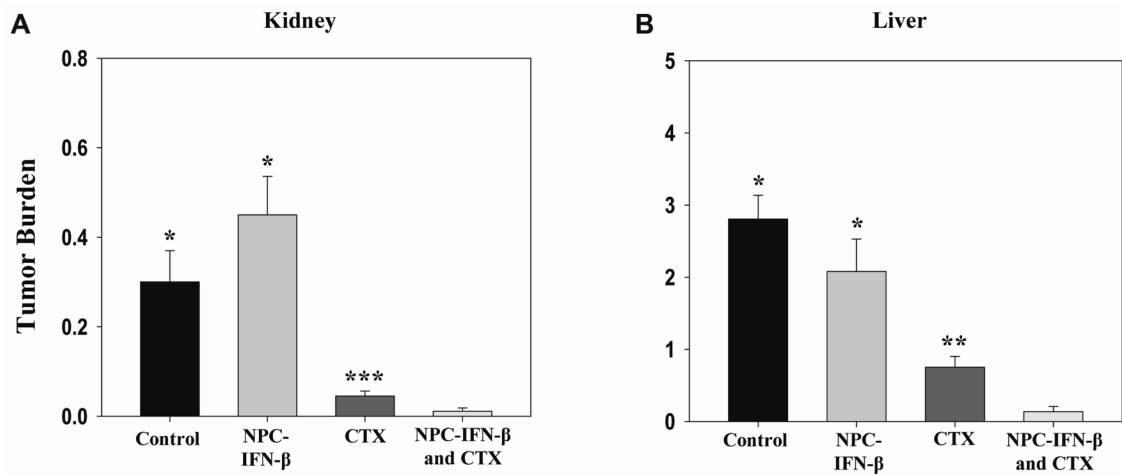 A
Kidney
Tumor Burden
0.8
0.6
0.4
0.2
0.0
*
*
***
Control
NPC-
IFN-β
CTX
NPC-IFN-β
and CTX
B
Liver
5
4
3
2
1
0
*
*
**
Control
NPC-
IFN-β
CTX
NPC-IFN-β
and CTX